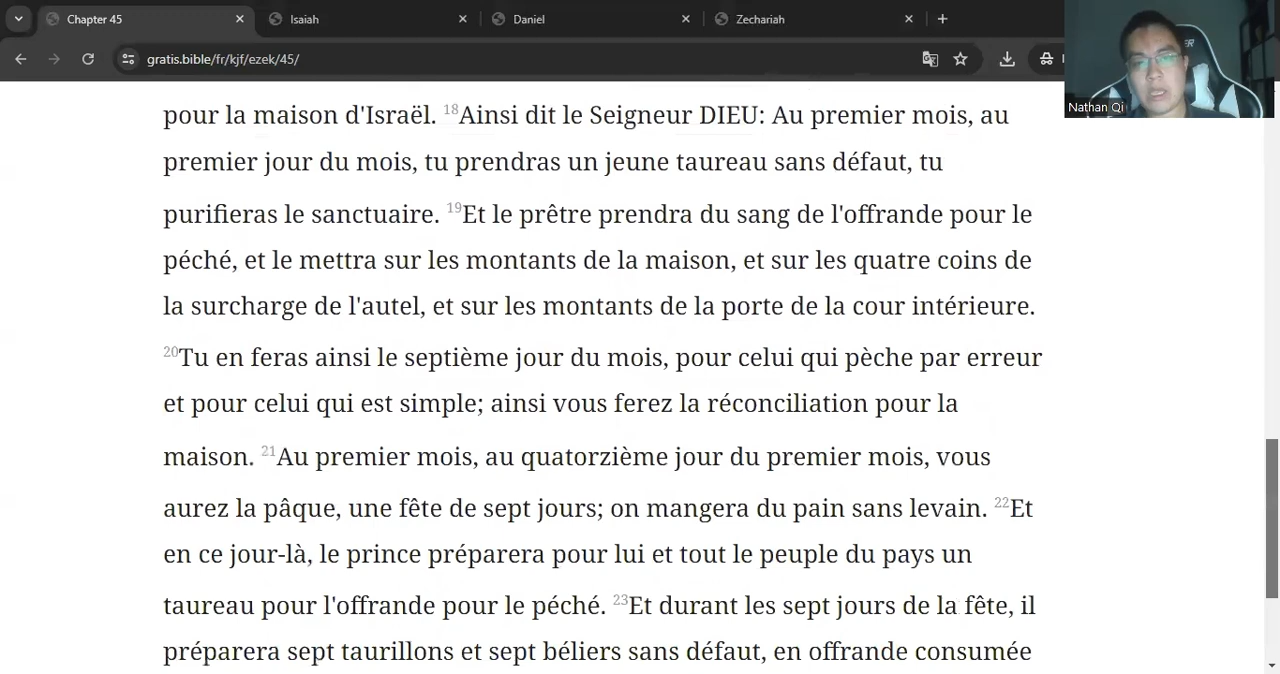 Chapter 45
Isaiah
Daniel
Zechariah
gratis.bible/fr/kjf/ezek/45/
Nathan Qi
pour la maison d'Israël. 18Ainsi dit le Seigneur DIEU: Au premier mois, au
premier jour du mois, tu prendras un jeune taureau sans défaut, tu
purifieras le sanctuaire. 19Et le prêtre prendra du sang de l'offrande pour le
péché, et le mettra sur les montants de la maison, et sur les quatre coins de
la surcharge de l'autel, et sur les montants de la porte de la cour intérieure.
20Tu en feras ainsi le septième jour du mois, pour celui qui pèche par erreur
et pour celui qui est simple; ainsi vous ferez la réconciliation pour la
maison. 21Au premier mois, au quatorzième jour du premier mois, vous
aurez la pâque, une fête de sept jours; on mangera du pain sans levain. 22Et
en ce jour-là, le prince préparera pour lui et tout le peuple du pays un
taureau pour l'offrande pour le péché. 23Et durant les sept jours de la fête, il
préparera sept taurillons et sept béliers sans défaut, en offrande consumée